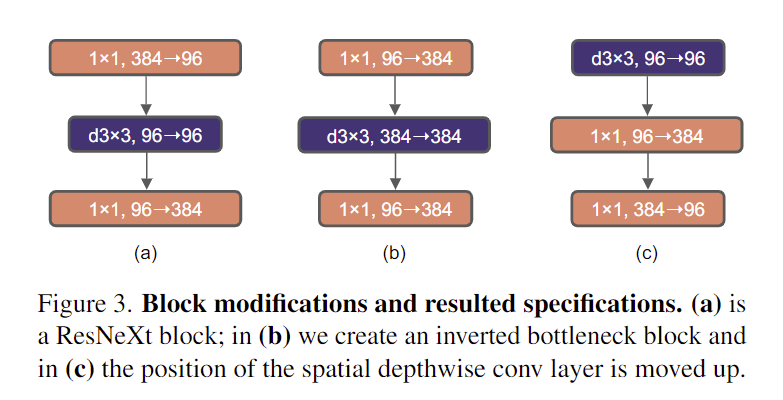 1×1, 384→96
d3×3, 96→96
1×1, 96→384
(a)
1×1, 96→384
d3×3, 384→384
1×1, 96→384
(b)
d3×3, 96→96
1×1, 96→384
1×1, 384→96
(c)
Figure 3. Block modifications and resulted specifications. (a) is
a ResNeXt block; in (b) we create an inverted bottleneck block and
in (c) the position of the spatial depthwise conv layer is moved up.